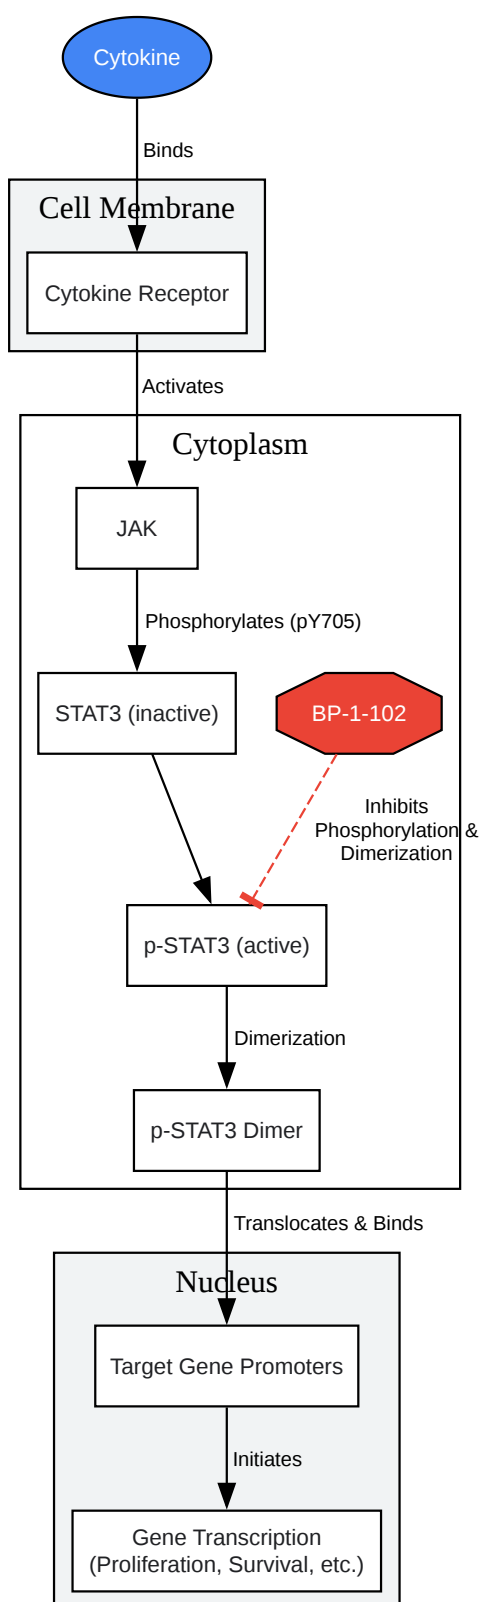 Cytokine
Binds
Cell Membrane
Cytokine Receptor
Activates
Cytoplasm
JAK
Phosphorylates (pY705)
STAT3 (inactive)
BP-1-102
Inhibits
Phosphorylation &
Dimerization
p-STAT3 (active)
Dimerization
p-STAT3 Dimer
Translocates & Binds
Nucleus
Target Gene Promoters
Initiates
Gene Transcription
(Proliferation, Survival, etc.)